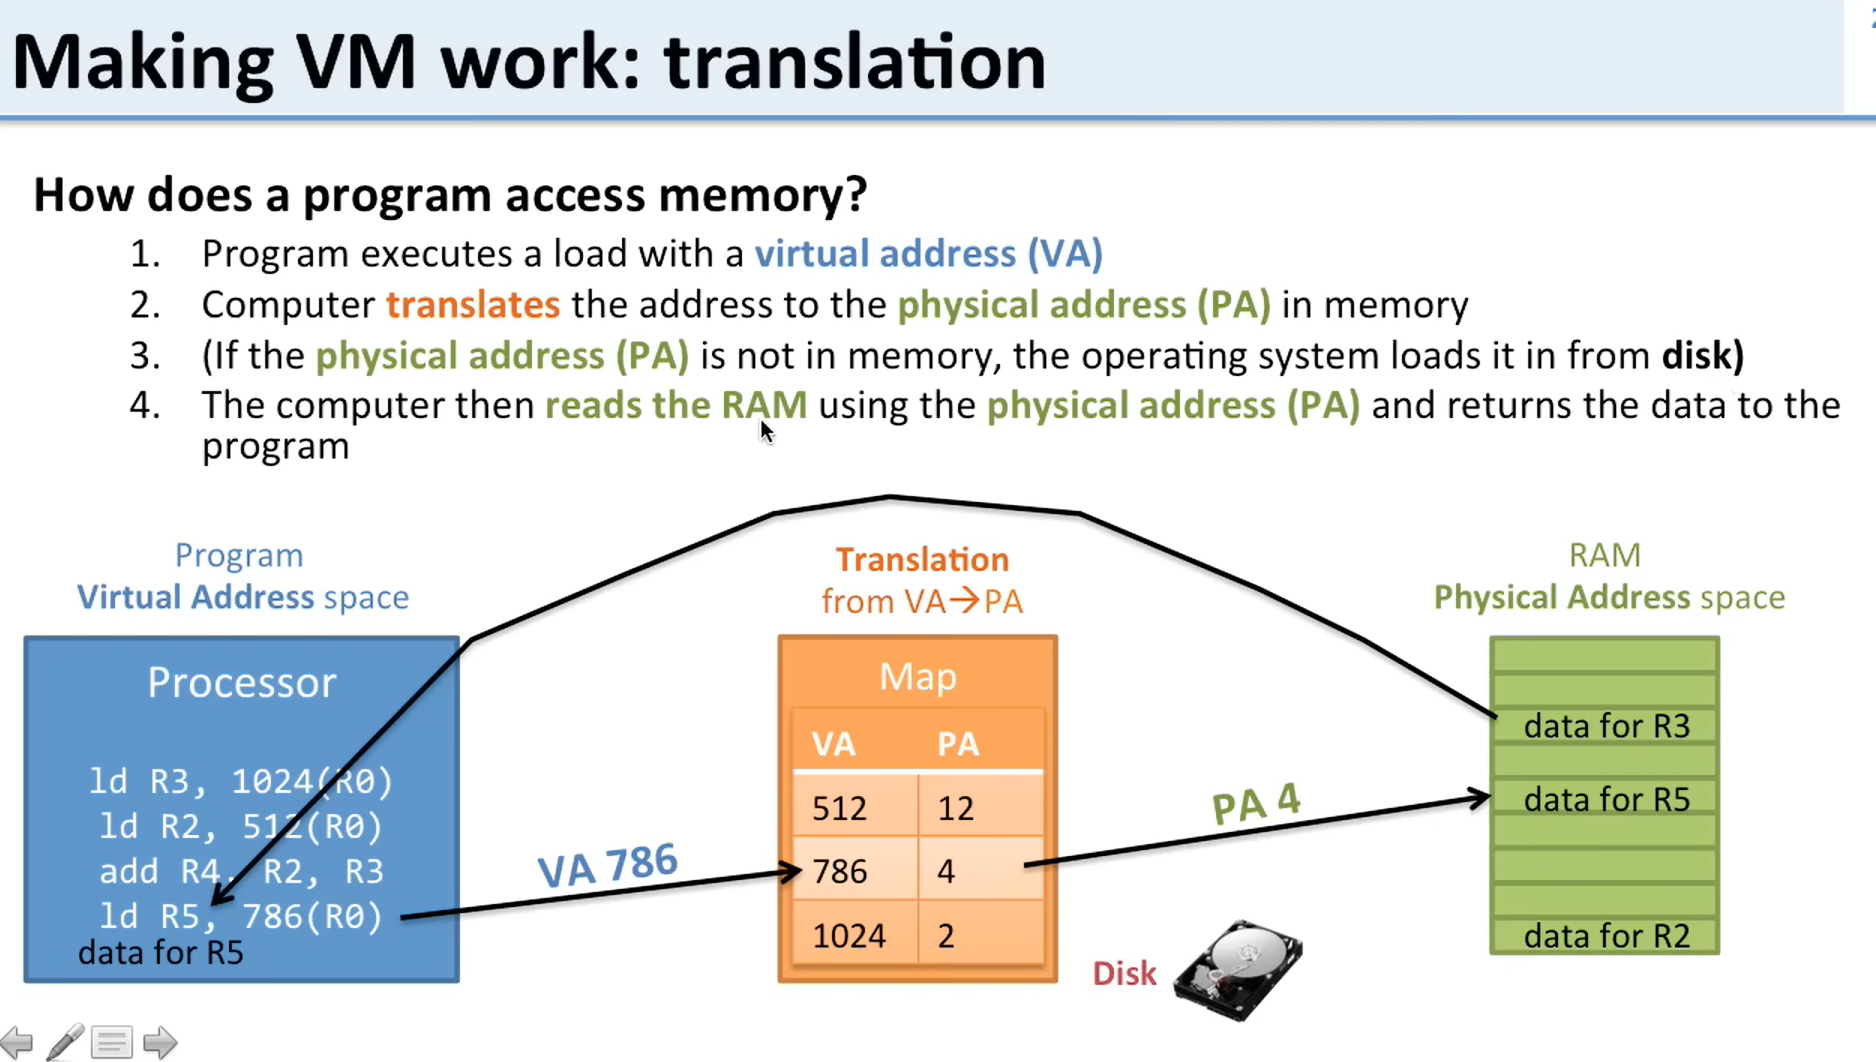 Making VM work: translation
How does a program access memory?
1. Program executes a load with a virtual address (VA)
2. Computer translates the address to the physical address (PA) in memory
3. (If the physical address (PA) is not in memory, the operating system loads it in from disk)
4. The computer then reads the RAM using the physical address (PA) and returns the data to the
program
Program
Virtual Address space
Processor
ld R3, 1024(R0)
ld R2, 512(R0)
add R4, R2, R3
ld R5, 786(R0)
data for R5
VA 786
Translation
from VA→PA
Map
VA PA
512 12
786 4
1024 2
PA 4
Disk
RAM
Physical Address space
data for R3
data for R5
data for R2